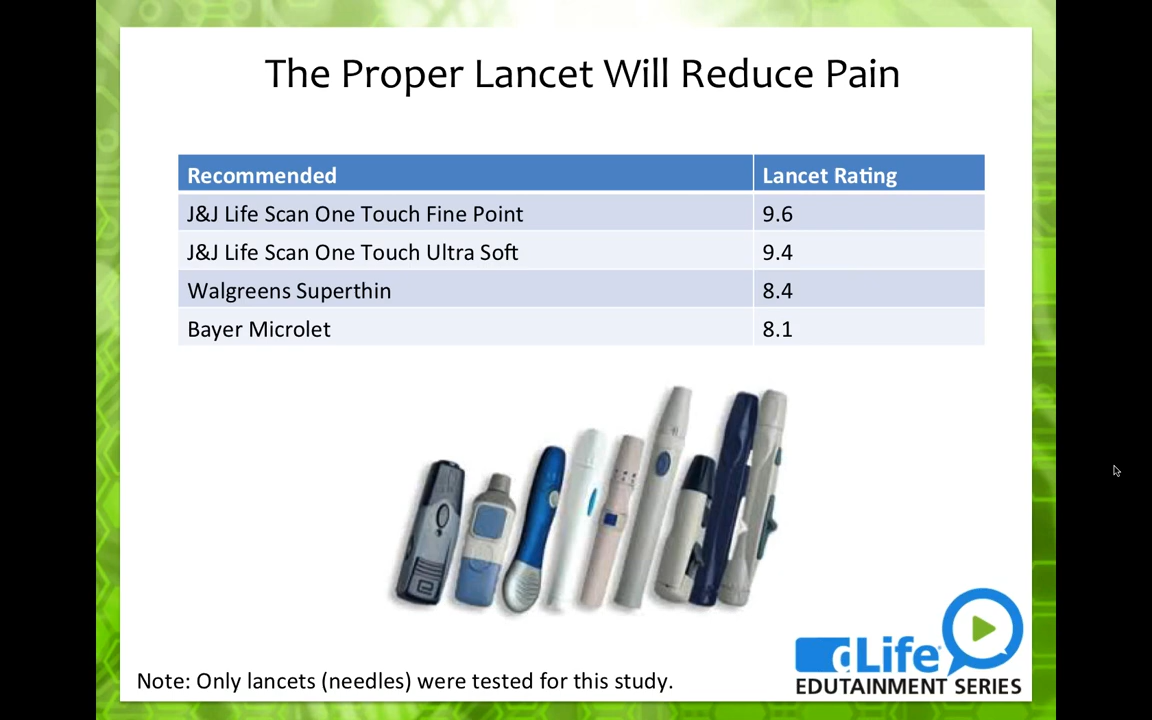 The Proper Lancet Will Reduce Pain
Recommended Lancet Rating
J&J Life Scan One Touch Fine Point 9.6
J&J Life Scan One Touch Ultra Soft 9.4
Walgreens Superthin 8.4
Bayer Microlet 8.1
dLife
EDUTAINMENT SERIES
Note: Only lancets (needles) were tested for this study.